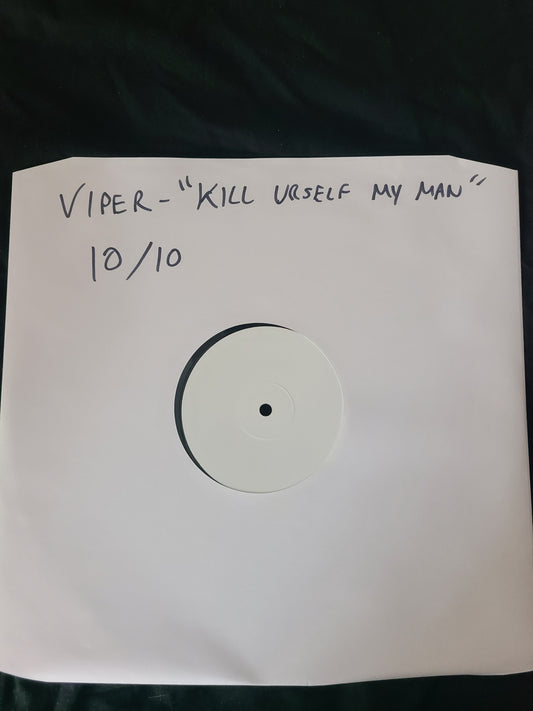 VIPER - "KILL URSELF MY MAN"
10/10